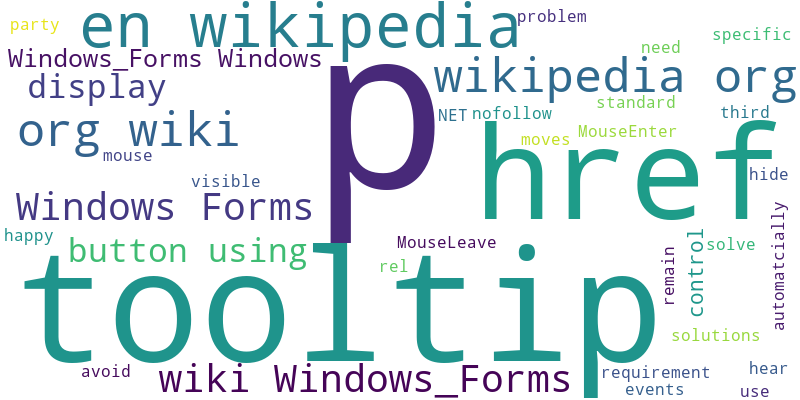 party
en wikipedia
problem
specific
Windows_Forms Windows
need
display
p
wikipedia org
standard
org wiki
NET
nofollow
third
mouse
moves
MouseEnter
href
visible
hide
Windows Forms
happy
button using
MouseLeave
control
solve
automatcially
tooltip
rel
remain
solutions
avoid
wiki Windows_Forms
requirement
hear
events
use